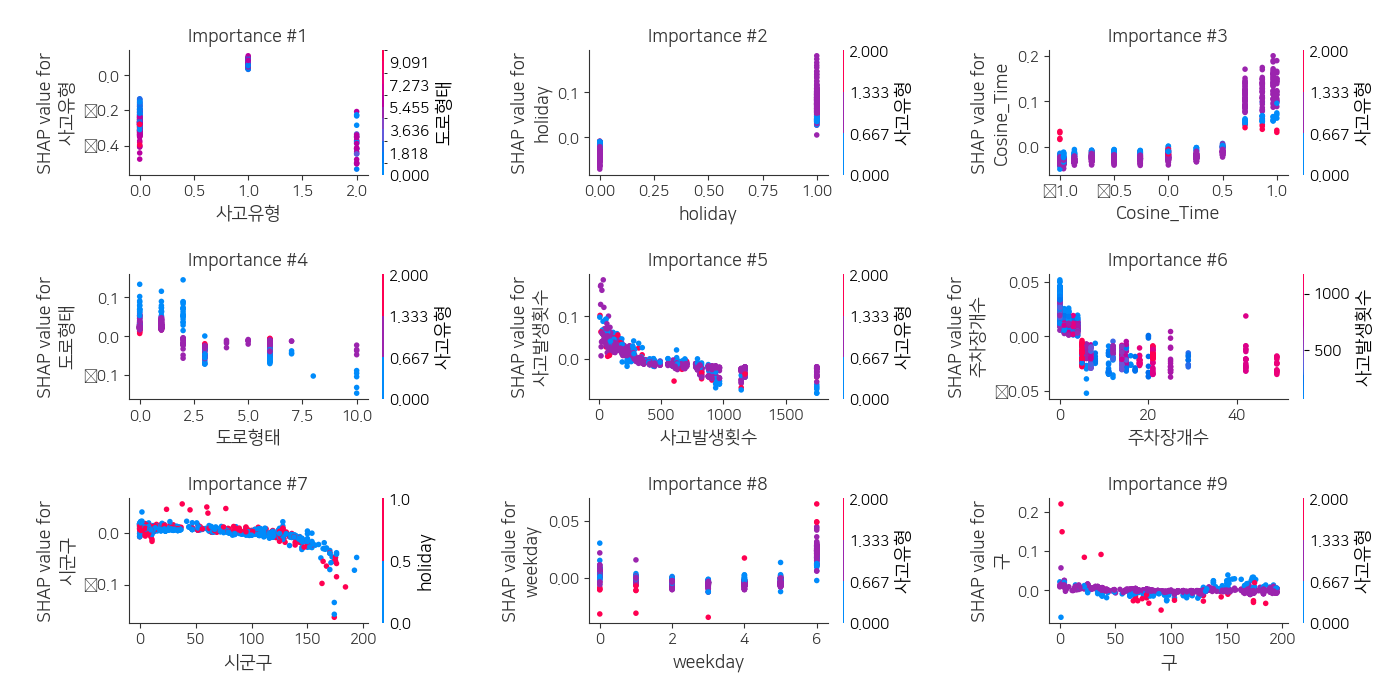 Importance #1
SHAP value for
사고유형
0.0
0.2
0.4
0.0
0.5
1.0
1.5
2.0
사고유형
9.091
7.273
5.455
3.636
1.818
0.000
도로형태
Importance #2
SHAP value for
holiday
0.1
0.0
0.00
0.25
0.50
0.75
1.00
holiday
2.000
1.333
0.667
0.000
사고유형
Importance #3
SHAP value for
Cosine_Time
0.2
0.1
0.0
1.0
0.5
0.0
0.5
1.0
Cosine_Time
2.000
1.333
0.667
0.000
사고유형
Importance #4
SHAP value for
도로형태
0.1
0.0
0.1
0.0
2.5
5.0
7.5
10.0
도로형태
2.000
1.333
0.667
0.000
사고유형
Importance #5
SHAP value for
사고발생횟수
0.1
0.0
0
500
1000
1500
사고발생횟수
2.000
1.333
0.667
0.000
사고유형
Importance #6
SHAP value for
주차장개수
0.05
0.00
0.05
0
20
40
주차장개수
1000
500
사고발생횟수
Importance #7
SHAP value for
시군구
0.0
0.1
0
50
100
150
200
시군구
1.0
0.5
0.0
holiday
Importance #8
SHAP value for
weekday
0.05
0.00
0
2
4
6
weekday
2.000
1.333
0.667
0.000
사고유형
Importance #9
SHAP value for
구
0.2
0.1
0.0
0
50
100
150
200
구
2.000
1.333
0.667
0.000
사고유형